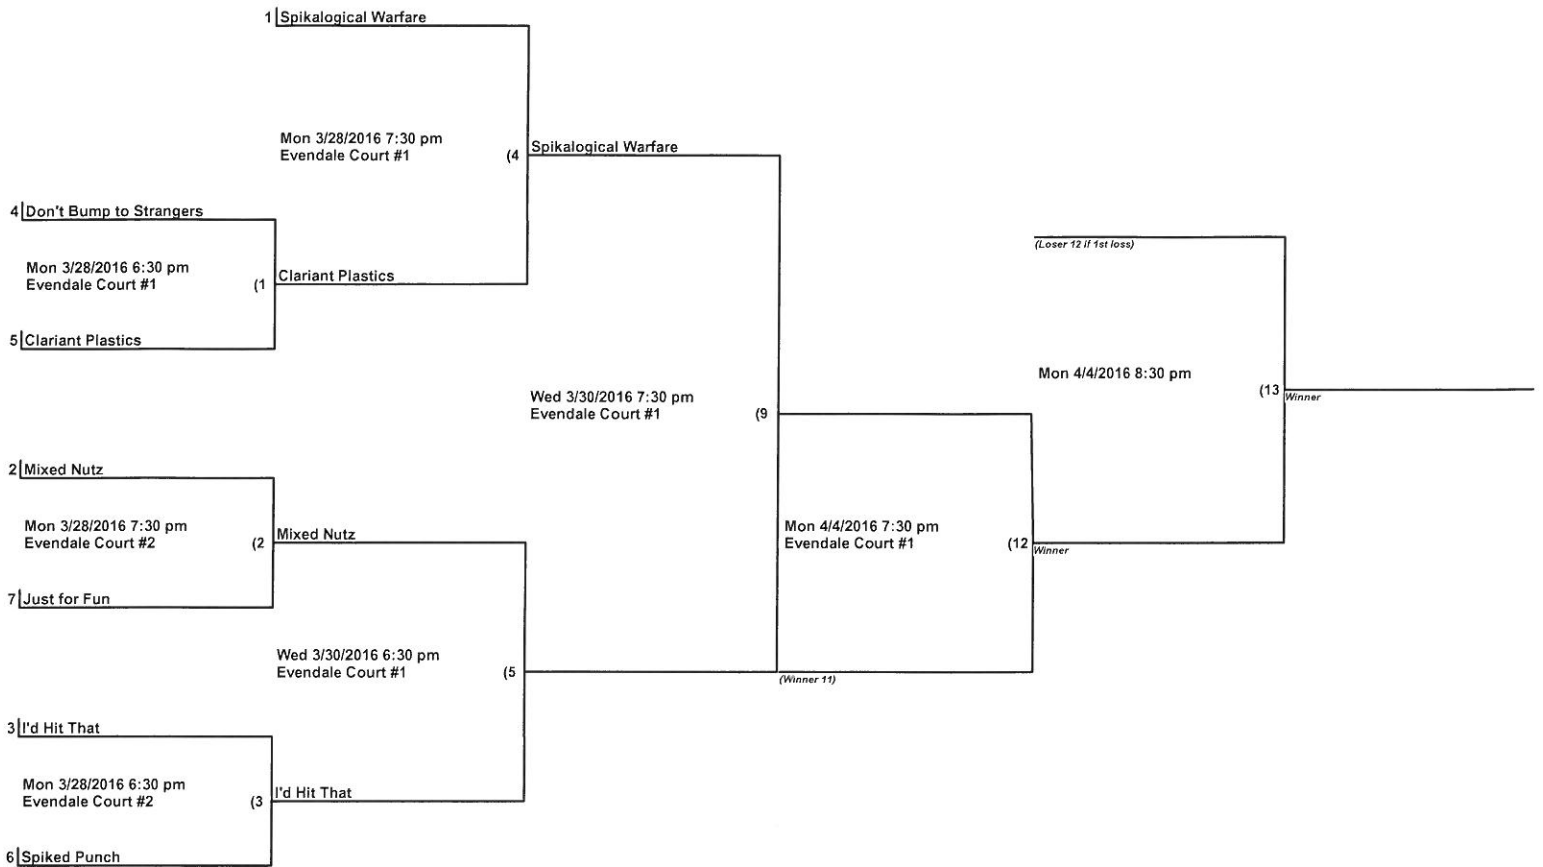 1 Spikalogical Warfare
Mon 3/28/2016 7:30 pm
Evendale Court #1
(4
Spikalogical Warfare
4 Don't Bump to Strangers
Mon 3/28/2016 6:30 pm
Evendale Court #1
(1
Clariant Plastics
5 Clariant Plastics
(Loser 12 if 1st loss)
Mon 4/4/2016 8:30 pm
(13
Winner
Wed 3/30/2016 7:30 pm
Evendale Court #1
(9
2 Mixed Nutz
Mon 3/28/2016 7:30 pm
Evendale Court #2
(2
Mixed Nutz
7 Just for Fun
Mon 4/4/2016 7:30 pm
Evendale Court #1
(12
Winner
Wed 3/30/2016 6:30 pm
Evendale Court #1
(5
(Winner 11)
3 I'd Hit That
Mon 3/28/2016 6:30 pm
Evendale Court #2
(3
I'd Hit That
6 Spiked Punch